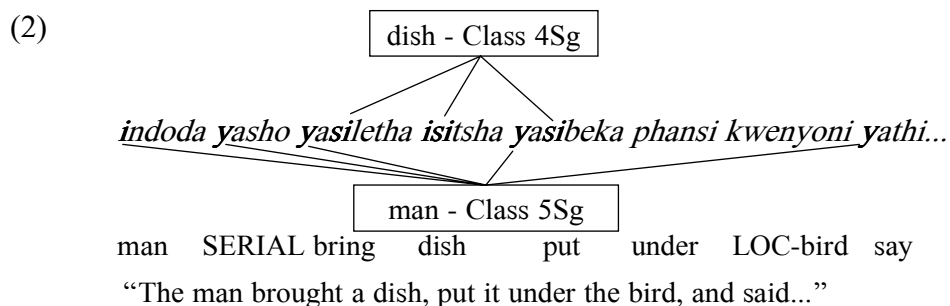 (2)
dish - Class 4Sg
indoda yasho yasiletha isitsha yasibeka phansi kwenyoni yathi...
man - Class 5Sg
man SERIAL bring dish put under LOC-bird say
“The man brought a dish, put it under the bird, and said...”